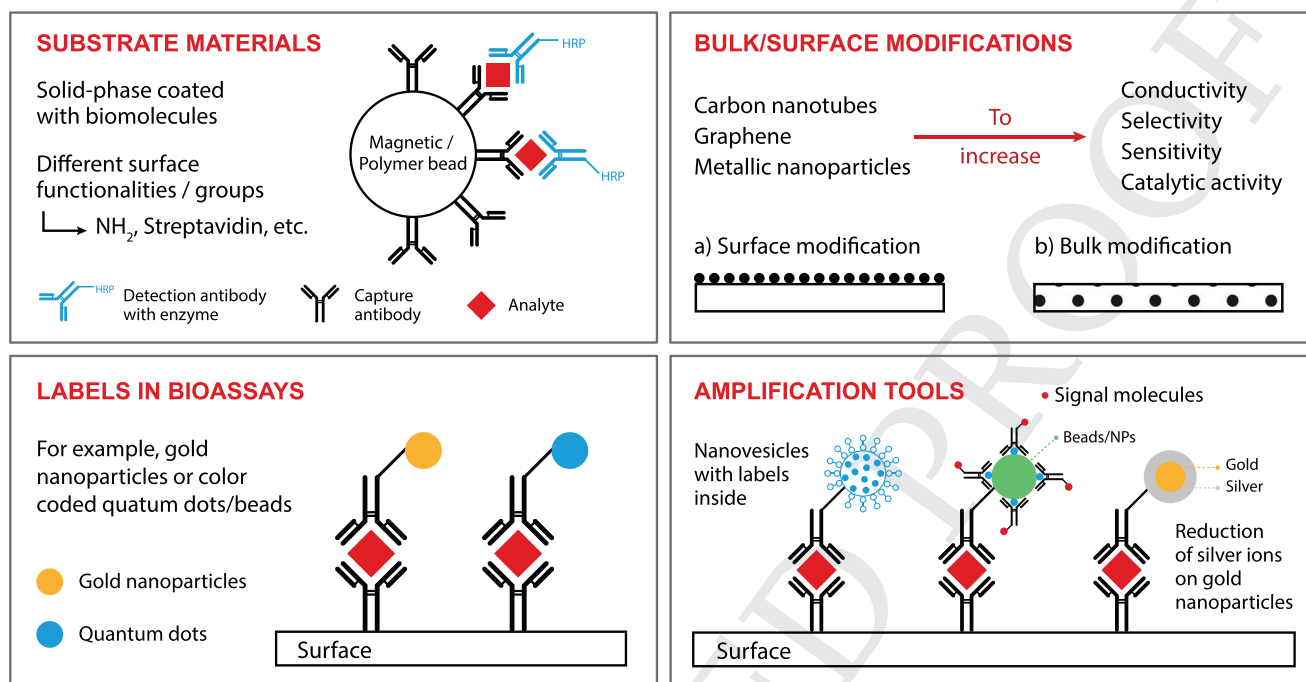 SUBSTRATE MATERIALS
Solid-phase coated
with biomolecules
Different surface
functionalities / groups
NH2, Streptavidin, etc.
Magnetic /
Polymer bead
HRP
HRP
HRP
Detection antibody
with enzyme
Capture
antibody
Analyte
BULK/SURFACE MODIFICATIONS
Carbon nanotubes
Graphene
Metallic nanoparticles
To
increase
Conductivity
Selectivity
Sensitivity
Catalytic activity
a) Surface modification
b) Bulk modification
LABELS IN BIOASSAYS
For example, gold
nanoparticles or color
coded quatum dots/beads
Gold nanoparticles
Quantum dots
Surface
AMPLIFICATION TOOLS
Signal molecules
Nanovesicles
with labels
inside
Beads/NPs
Gold
Silver
Reduction
of silver ions
on gold
nanoparticles
Surface
D PROOF